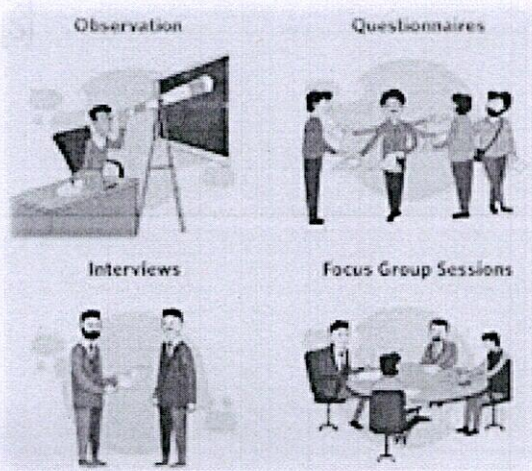 Observation
Questionnaires
Interviews
Focus Group Sessions